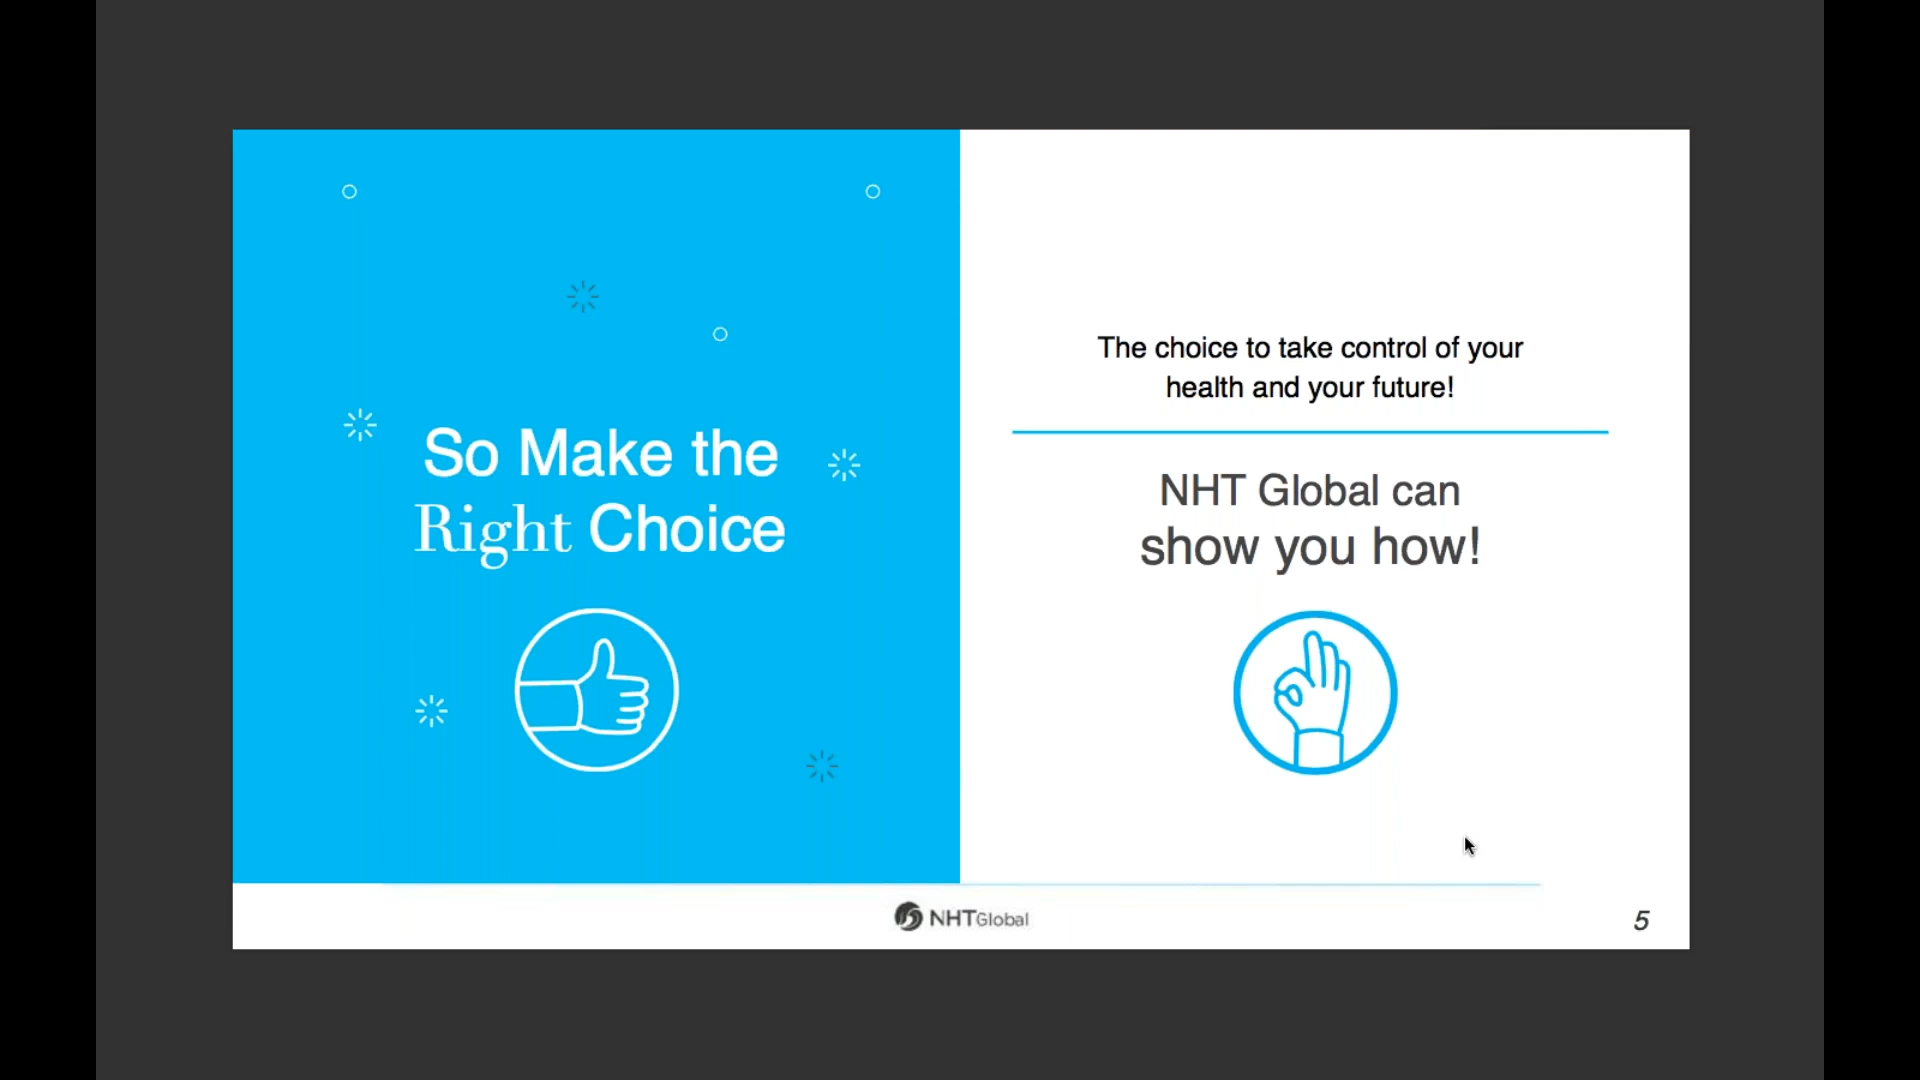 So Make the
Right Choice
The choice to take control of your
health and your future!
NHT Global can
show you how!
NHTGlobal
5